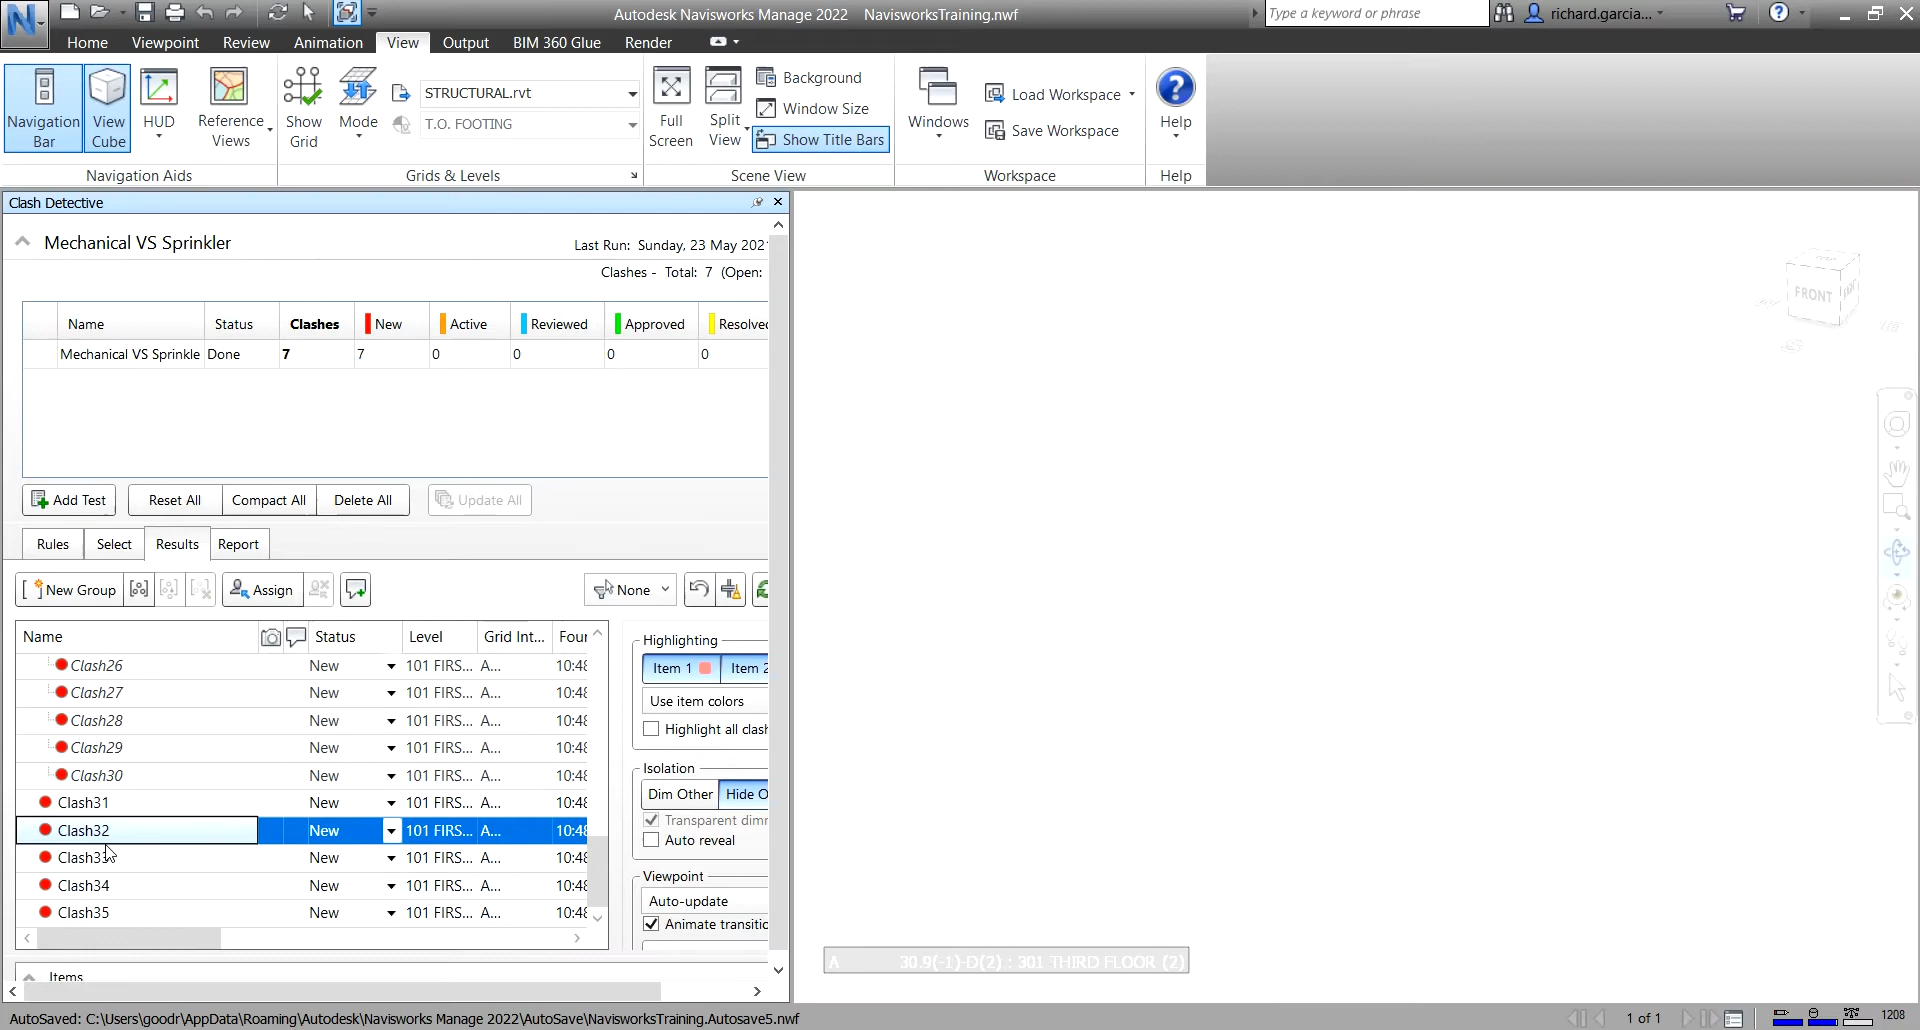 Autodesk Navisworks Manage 2022 NavisworksTraining.nwf
Type a keyword or phrase
richard.garcia...
Home Viewpoint Review Animation View Output BIM 360 Glue Render
Navigation Bar
View Cube
HUD
Reference Views
Navigation Aids
Show Grid
Mode
STRUCTURAL.rvt
T.O. FOOTING
Grids & Levels
Full Screen
Split View
Background
Window Size
Show Title Bars
Scene View
Windows
Load Workspace
Save Workspace
Workspace
Help
Help
Clash Detective
Mechanical VS Sprinkler
Last Run: Sunday, 23 May 202
Clashes - Total: 7 (Open:
Name Status Clashes New Active Reviewed Approved Resolved
Mechanical VS Sprinkle Done 7 7 0 0 0 0
Add Test Reset All Compact All Delete All Update All
Rules Select Results Report
New Group Assign None
Name Status Level Grid Int... Four
Clash26 New 101 FIRS... A... 10:48
Clash27 New 101 FIRS... A... 10:48
Clash28 New 101 FIRS... A... 10:48
Clash29 New 101 FIRS... A... 10:48
Clash30 New 101 FIRS... A... 10:48
Clash31 New 101 FIRS... A... 10:48
Clash32 New 101 FIRS... A... 10:48
Clash33 New 101 FIRS... A... 10:48
Clash34 New 101 FIRS... A... 10:48
Clash35 New 101 FIRS... A... 10:48
Highlighting
Item 1 Item 2
Use item colors
Highlight all clash
Isolation
Dim Other Hide O
Transparent dimm
Auto reveal
Viewpoint
Auto-update
Animate transitio
Items
FRONT
A 30.9(-1)-D(2) : 301 THIRD FLOOR (2)
AutoSaved: C:\Users\goodr\AppData\Roaming\Autodesk\Navisworks Manage 2022\AutoSave\NavisworksTraining.Autosave5.nwf
1 of 1
1208